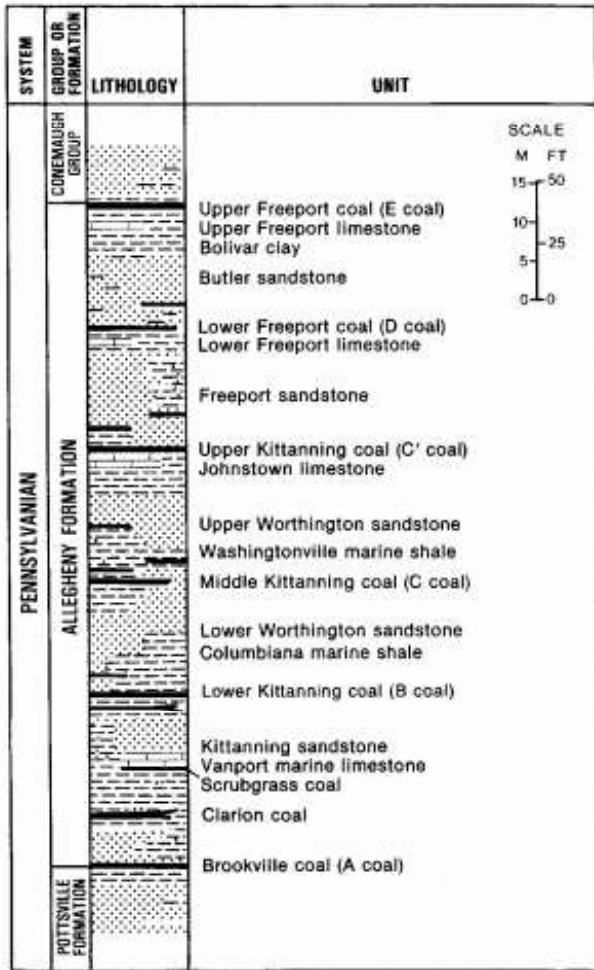 SYSTEM
GROUP OR
FORMATION
LITHOLOGY
UNIT
PENNSYLVANIAN
CONEMAUGH
GROUP
ALLEGHENY FORMATION
POTTSVILLE
FORMATION
SCALE
M FT
15 50
10
25
5
0 0
Upper Freeport coal (E coal)
Upper Freeport limestone
Bolivar clay
Butler sandstone
Lower Freeport coal (D coal)
Lower Freeport limestone
Freeport sandstone
Upper Kittanning coal (C' coal)
Johnstown limestone
Upper Worthington sandstone
Washingtonville marine shale
Middle Kittanning coal (C coal)
Lower Worthington sandstone
Columbiana marine shale
Lower Kittanning coal (B coal)
Kittanning sandstone
Vanport marine limestone
Scrubgrass coal
Clarion coal
Brookville coal (A coal)